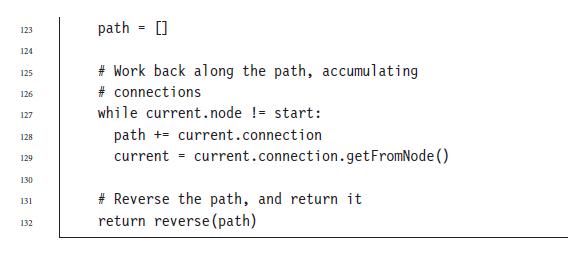 123 path = []
124
125 # Work back along the path, accumulating
126 # connections
127 while current.node != start:
128 path += current.connection
129 current = current.connection.getFromNode()
130
131 # Reverse the path, and return it
132 return reverse(path)